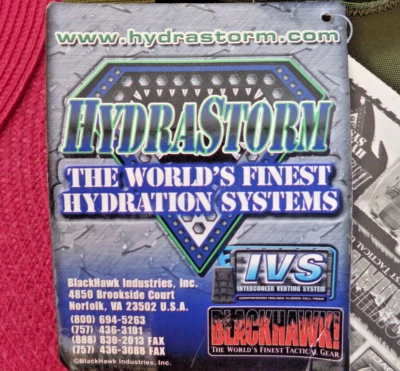 www.hydrastorm.com
HYDRASTORM
THE WORLD'S FINEST
HYDRATION SYSTEMS
IVS
INTERCOOLER VENTING SYSTEM
BlackHawk Industries, Inc.
4850 Brookside Court
Norfolk, VA 23502 U.S.A.
(800) 694-5263
(757) 436-3101
(888) 830-2013 FAX
(757) 436-3088 FAX
©BlackHawk Industries, Inc.
BLACKHAWK!
THE WORLD'S FINEST TACTICAL GEAR